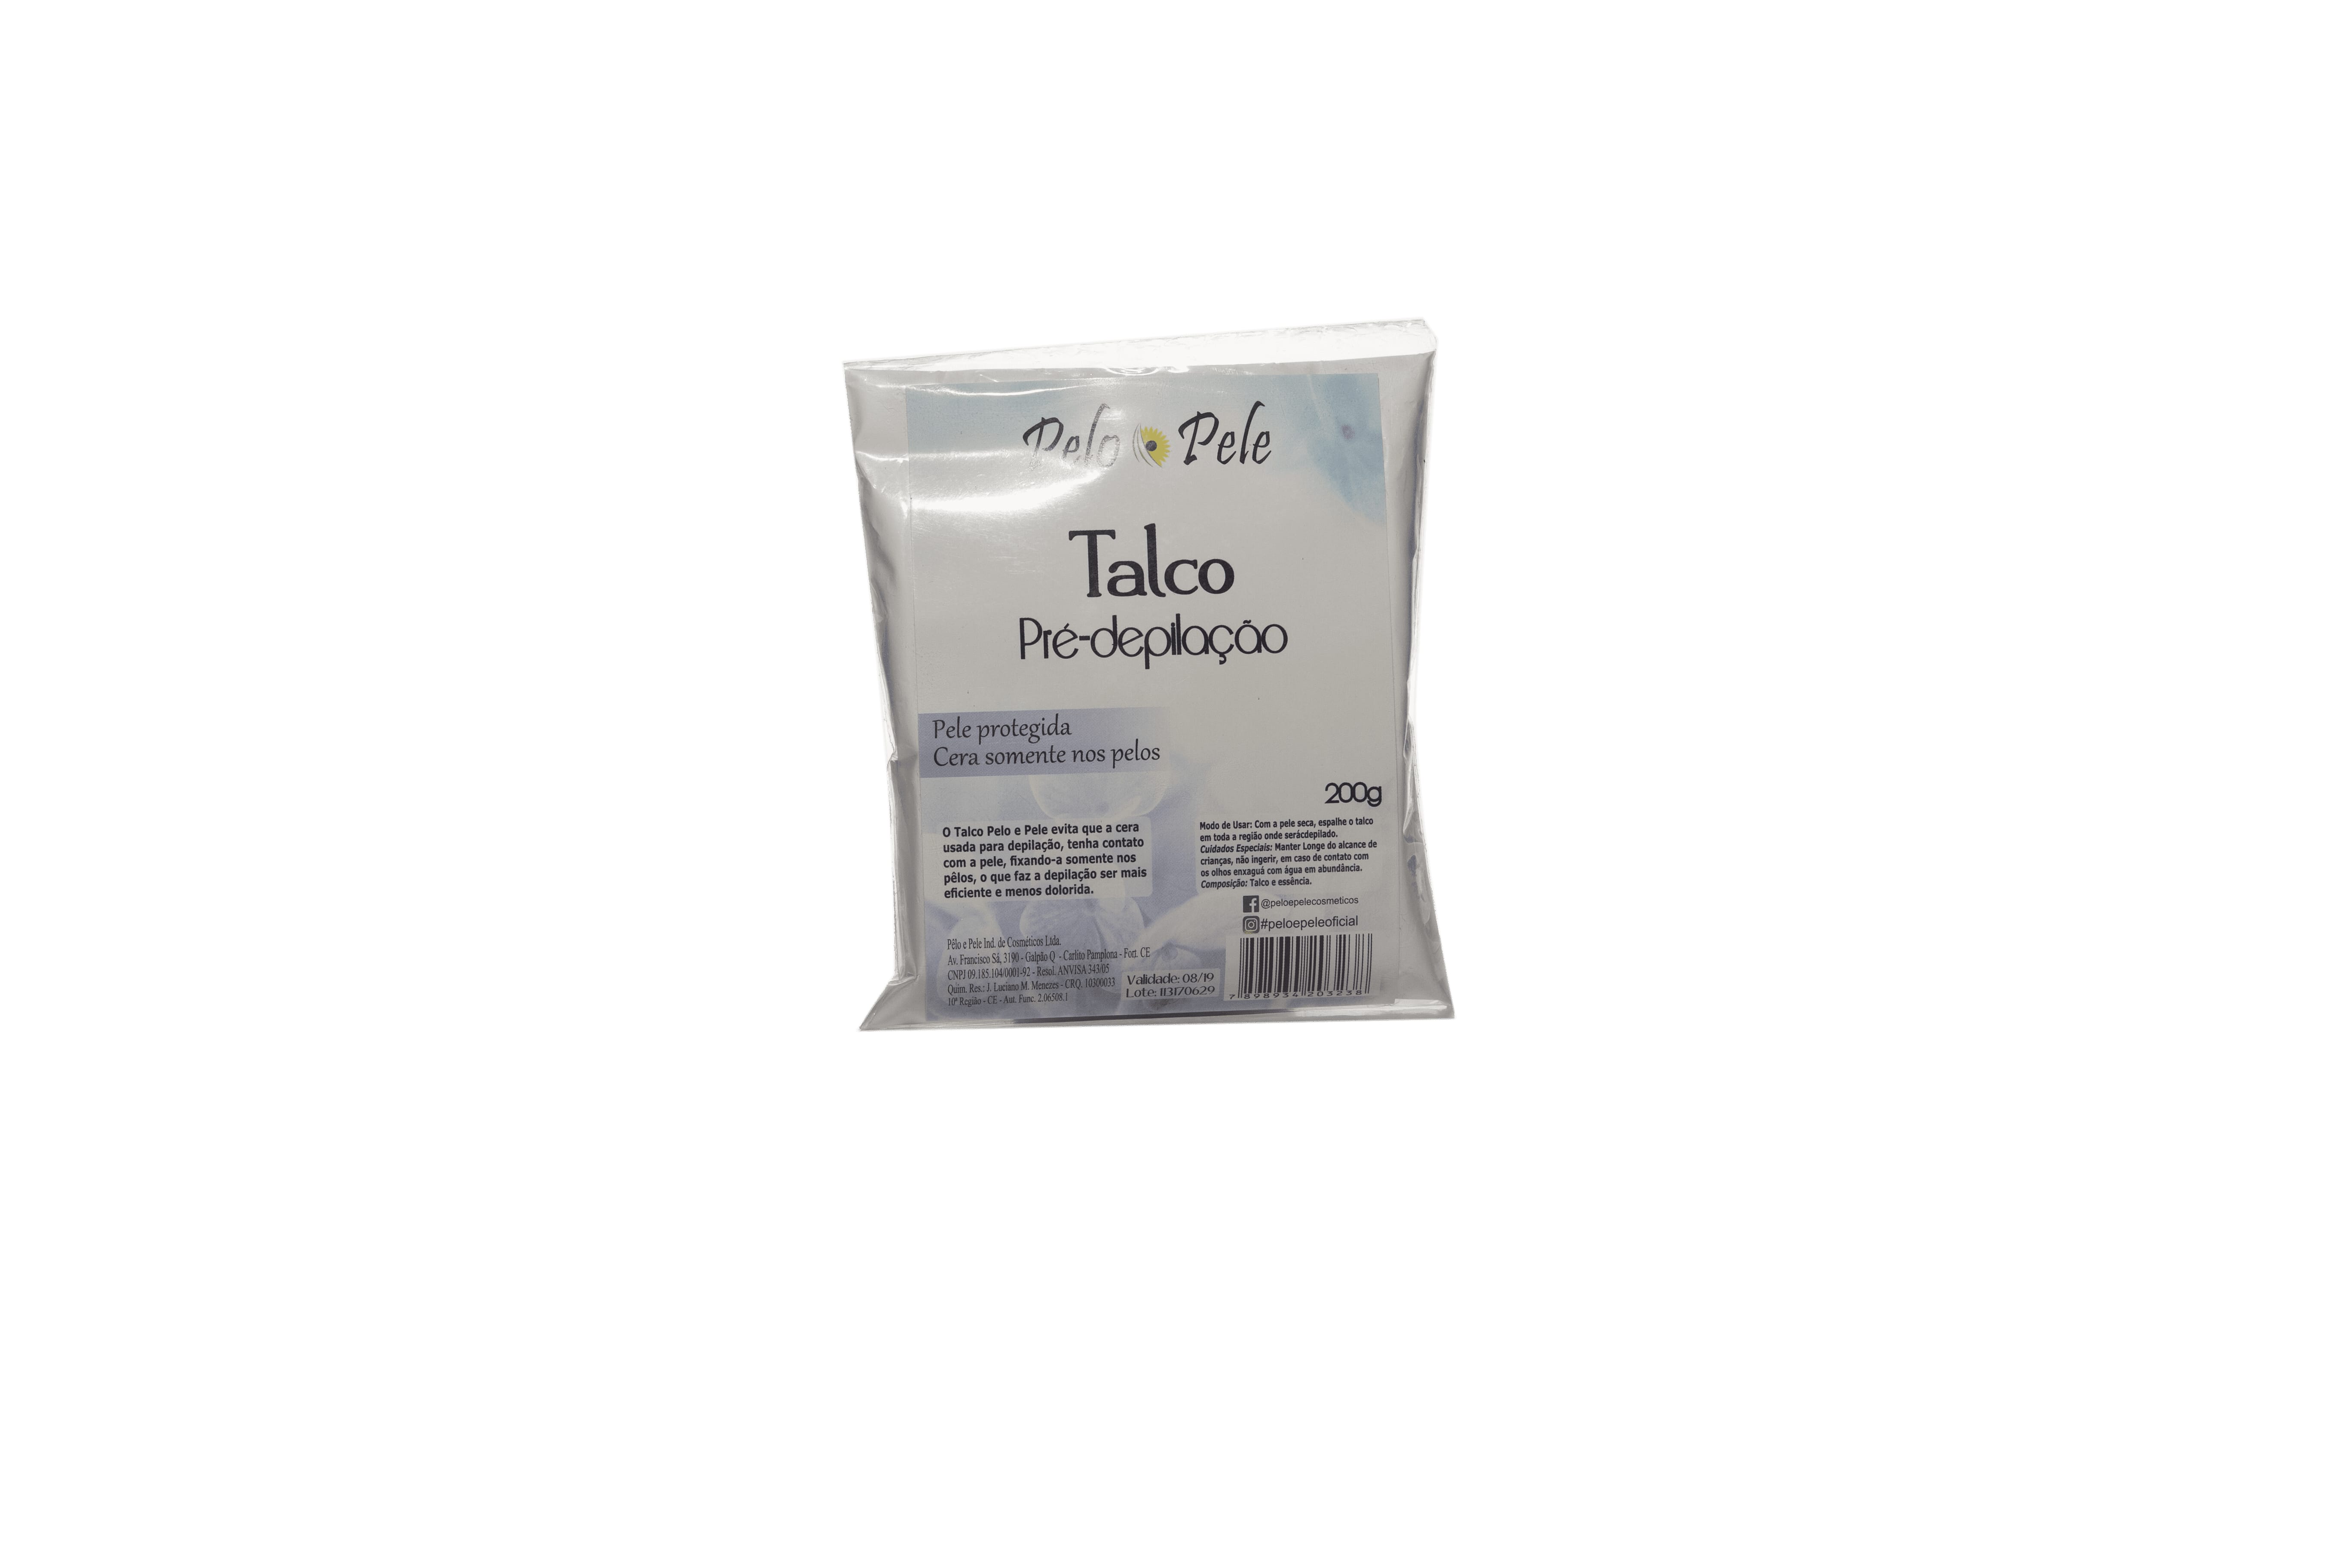 Pelo Pele
Talco
Pré-depilação
Pele protegida
Cera somente nos pelos
200g
O Talco Pelo e Pele evita que a cera
usada para depilação, tenha contato
com a pele, fixando-a somente nos
pêlos, o que faz a depilação ser mais
eficiente e menos dolorida.
Modo de Usar: Com a pele seca, espalhe o talco
em toda a região onde serácdepilado.
Cuidados Especiais: Manter Longe do alcance de
crianças, não ingerir, em caso de contato com
os olhos enxaguá com água em abundância.
Composição: Talco e essência.
@peloepelecosmeticos
#peloepeleoficial
Pêlo e Pele Ind. de Cosméticos Ltda.
Av. Francisco Sá, 3190 - Galpão Q - Carlito Pamplona - Fort. CE
CNPJ 09.185.104/0001-92 - Resol. ANVISA 343/05
Quím. Res.: J. Luciano M. Menezes - CRQ. 10300033
10ª Região - CE - Aut. Func. 2.06508.1
Validade: 08/19
Lote: 113170629
7 898934 203238